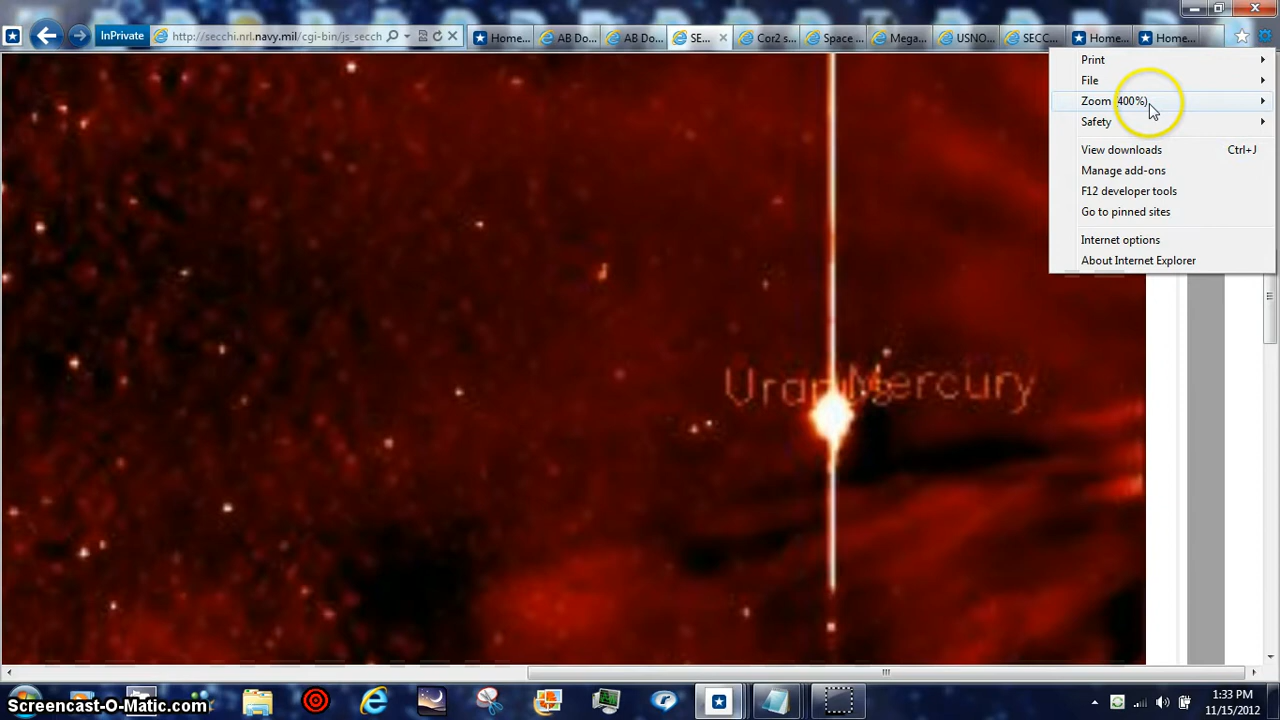 InPrivate
http://secchi.nrl.navy.mil/cgi-bin/js_secch
Home...
AB Do...
AB Do...
SE...
Cor2 s...
Space ...
Mega...
USNO...
SECC...
Home...
Home...
Print
File
Zoom (400%)
Safety
View downloads Ctrl+J
Manage add-ons
F12 developer tools
Go to pinned sites
Internet options
About Internet Explorer
Mercury
Screencast-O-Matic.com
1:33 PM
11/15/2012